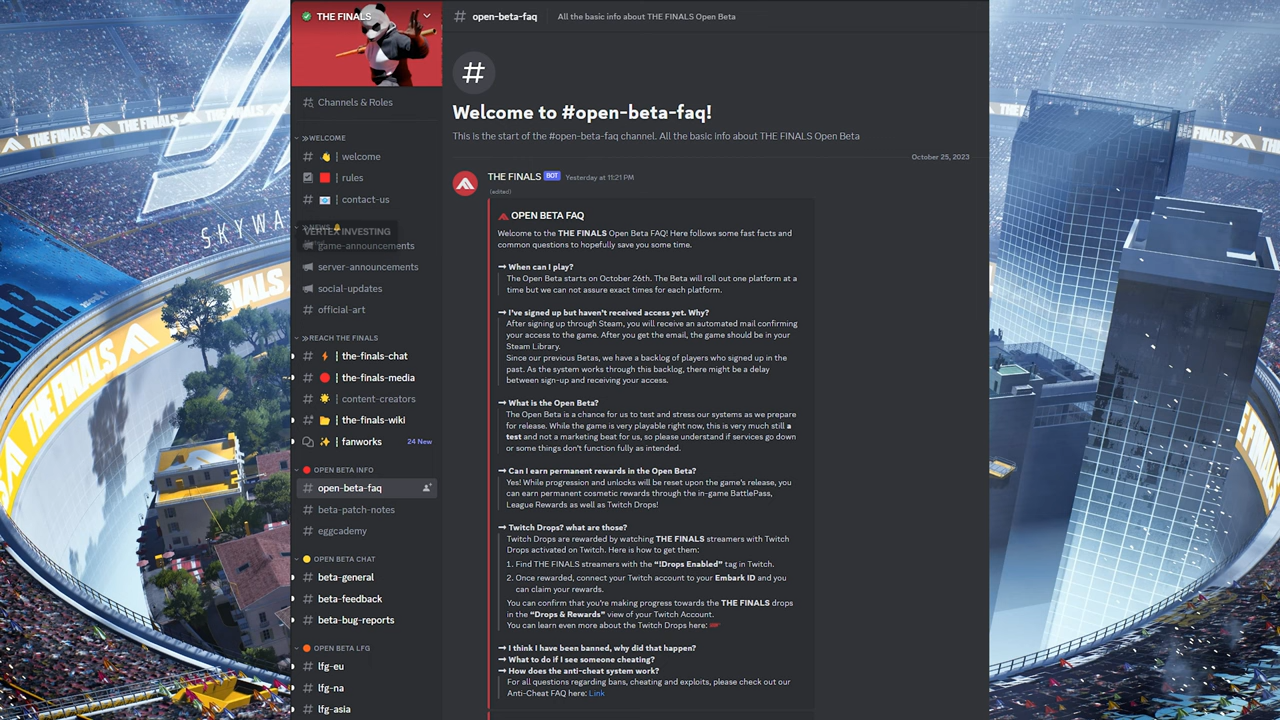 THE FINALS
Channels & Roles
WELCOME
welcome
rules
contact-us
VERTEX INVESTING
game-announcements
server-announcements
social-updates
official-art
REACH THE FINALS
the-finals-chat
the-finals-media
content-creators
the-finals-wiki
fanworks
24 New
OPEN BETA INFO
open-beta-faq
beta-patch-notes
eggcademy
OPEN BETA CHAT
beta-general
beta-feedback
beta-bug-reports
OPEN BETA LFG
lfg-eu
lfg-na
lfg-asia
# open-beta-faq All the basic info about THE FINALS Open Beta
#
Welcome to #open-beta-faq!
This is the start of the #open-beta-faq channel. All the basic info about THE FINALS Open Beta
October 25, 2023
THE FINALS BOT Yesterday at 11:21 PM
(edited)
OPEN BETA FAQ
Welcome to the THE FINALS Open Beta FAQ! Here follows some fast facts and
common questions to hopefully save you some time.
➞ When can I play?
The Open Beta starts on October 26th. The Beta will roll out one platform at a
time but we can not assure exact times for each platform.
➞ I've signed up but haven't received access yet. Why?
After signing up through Steam, you will receive an automated mail confirming
your access to the game. After you get the email, the game should be in your
Steam Library.
Since our previous Betas, we have a backlog of players who signed up in the
past. As the system works through this backlog, there might be a delay
between sign-up and receiving your access.
➞ What is the Open Beta?
The Open Beta is a chance for us to test and stress our systems as we prepare
for release. While the game is very playable right now, this is very much still a
test and not a marketing beat for us, so please understand if services go down
or some things don't function fully as intended.
➞ Can I earn permanent rewards in the Open Beta?
Yes! While progression and unlocks will be reset upon the game's release, you
can earn permanent cosmetic rewards through the in-game BattlePass,
League Rewards as well as Twitch Drops!
➞ Twitch Drops? what are those?
Twitch Drops are rewarded by watching THE FINALS streamers with Twitch
Drops activated on Twitch. Here is how to get them:
1. Find THE FINALS streamers with the "!Drops Enabled" tag in Twitch.
2. Once rewarded, connect your Twitch account to your Embark ID and you
can claim your rewards.
You can confirm that you're making progress towards the THE FINALS drops
in the "Drops & Rewards" view of your Twitch Account.
You can learn even more about the Twitch Drops here:
➞ I think I have been banned, why did that happen?
➞ What to do if I see someone cheating?
➞ How does the anti-cheat system work?
For all questions regarding bans, cheating and exploits, please check out our
Anti-Cheat FAQ here: Link
THE FINALS
THE FINALS
SKYWA
THE FINALS